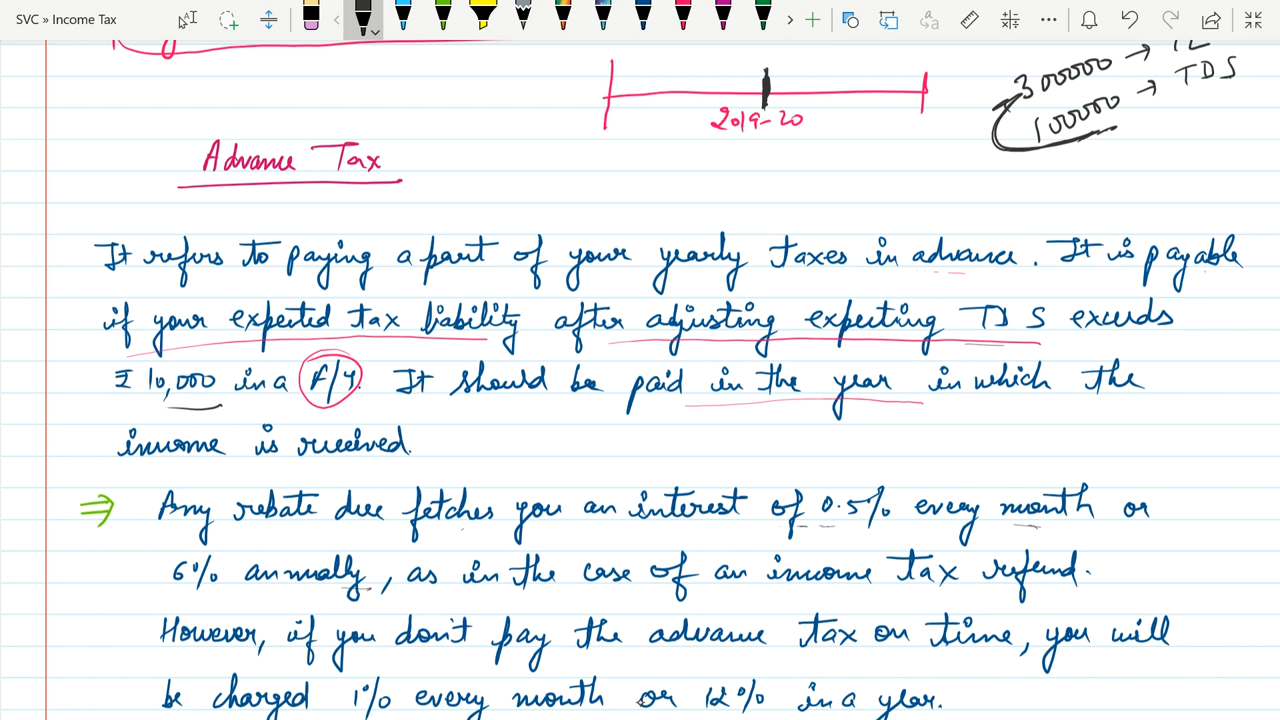 SVC » Income Tax
300000 →
100000 → TDS
2019-20
Advance Tax
It refers to paying a part of your yearly taxes in advance. It is payable
if your expected tax liability after adjusting expecting TDS exceeds
₹ 10,000 in a F/Y. It should be paid in the year in which the
income is received.
⇒ Any rebate due fetches you an interest of 0.5% every month or
6% annually, as in the case of an income tax refund.
However, if you don't pay the advance tax on time, you will
be charged 1% every month or 12% in a year.